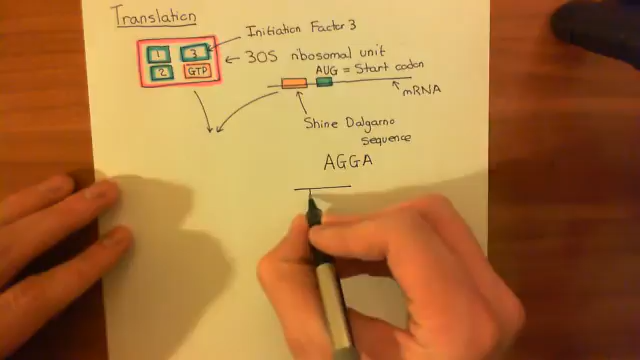 Translation
Initiation Factor 3
1 3
2 GTP
30S ribosomal unit
AUG = Start codon
mRNA
Shine Dalgarno
sequence
AGGA